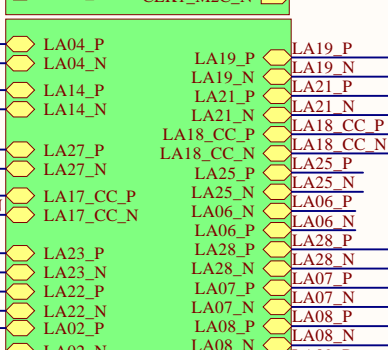 LA04_P
LA04_N
LA14_P
LA14_N
LA27_P
LA27_N
LA17_CC_P
LA17_CC_N
LA23_P
LA23_N
LA22_P
LA22_N
LA02_P
LA02_N
LA19_P
LA19_N
LA21_P
LA21_N
LA18_CC_P
LA18_CC_N
LA25_P
LA25_N
LA06_N
LA06_P
LA28_P
LA28_N
LA07_P
LA07_N
LA08_P
LA08_N
LA19_P
LA19_N
LA21_P
LA21_N
LA18_CC_P
LA18_CC_N
LA25_P
LA25_N
LA06_P
LA06_N
LA28_P
LA28_N
LA07_P
LA07_N
LA08_P
LA08_N